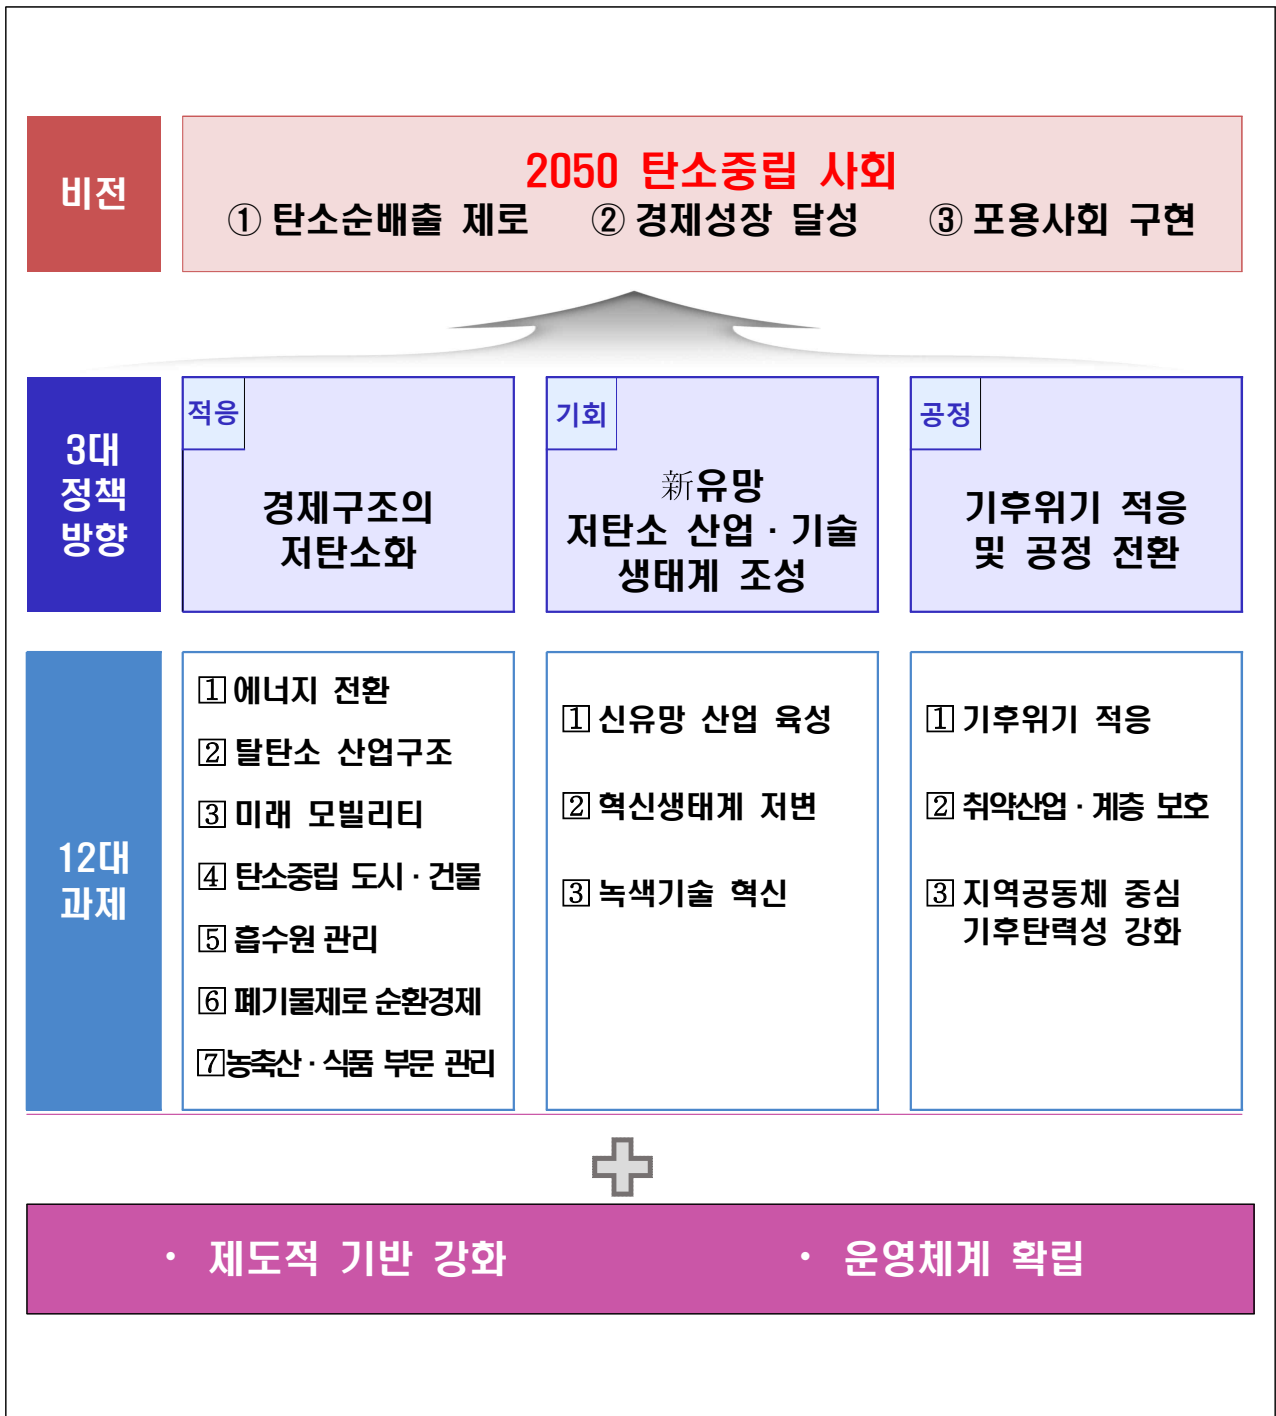 비전
2050 탄소중립 사회
① 탄소순배출 제로 ② 경제성장 달성 ③ 포용사회 구현
3대
정책
방향
적응
경제구조의
저탄소화
기회
新유망
저탄소 산업·기술
생태계 조성
공정
기후위기 적응
및 공정 전환
12대
과제
1 에너지 전환
2 탈탄소 산업구조
3 미래 모빌리티
4 탄소중립 도시·건물
5 흡수원 관리
6 폐기물제로 순환경제
7 농축산·식품 부문 관리
1 신유망 산업 육성
2 혁신생태계 저변
3 녹색기술 혁신
1 기후위기 적응
2 취약산업·계층 보호
3 지역공동체 중심
기후탄력성 강화
· 제도적 기반 강화 · 운영체계 확립